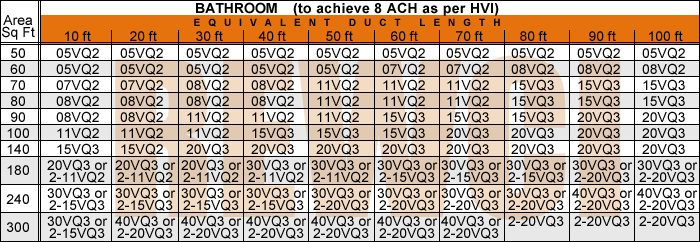 BATHROOM (to achieve 8 ACH as per HVI)
Area EQUIVALENT DUCT LENGTH
Sq Ft 10 ft 20 ft 30 ft 40 ft 50 ft 60 ft 70 ft 80 ft 90 ft 100 ft
50 05VQ2 05VQ2 05VQ2 05VQ2 05VQ2 05VQ2 05VQ2 05VQ2 05VQ2 05VQ2
60 05VQ2 05VQ2 05VQ2 05VQ2 05VQ2 07VQ2 07VQ2 08VQ2 08VQ2 08VQ2
70 07VQ2 07VQ2 08VQ2 08VQ2 11VQ2 11VQ2 11VQ2 15VQ3 15VQ3 15VQ3
80 08VQ2 08VQ2 08VQ2 08VQ2 11VQ2 11VQ2 11VQ2 15VQ3 15VQ3 15VQ3
90 08VQ2 08VQ2 11VQ2 11VQ2 11VQ2 11VQ2 15VQ3 20VQ3 20VQ3 20VQ3
100 11VQ2 11VQ2 11VQ2 15VQ3 15VQ3 15VQ3 20VQ3 20VQ3 20VQ3 20VQ3
140 15VQ3 15VQ3 20VQ3 20VQ3 20VQ3 20VQ3 20VQ3 20VQ3 20VQ3 20VQ3
180 20VQ3 or 20VQ3 or 20VQ3 or 30VQ3 or 30VQ3 or 30VQ3 or 30VQ3 or 30VQ3 or 30VQ3 or 30VQ3 or
2-11VQ2 2-11VQ2 2-11VQ2 2-11VQ2 2-11VQ2 2-15VQ3 2-15VQ3 2-15VQ3 2-20VQ3 2-20VQ3
240 30VQ3 or 30VQ3 or 30VQ3 or 30VQ3 or 30VQ3 or 30VQ3 or 30VQ3 or 30VQ3 or 40VQ3 or 40VQ3 or
2-15VQ3 2-15VQ3 2-15VQ3 2-15VQ3 2-15VQ3 2-15VQ3 2-20VQ3 2-20VQ3 2-20VQ3 2-20VQ3
300 30VQ3 or 40VQ3 or 40VQ3 or 40VQ3 or 40VQ3 or 40VQ3 or 40VQ3 or 2-20VQ3 2-20VQ3 2-20VQ3
2-15VQ3 2-20VQ3 2-20VQ3 2-20VQ3 2-20VQ3 2-20VQ3 2-20VQ3